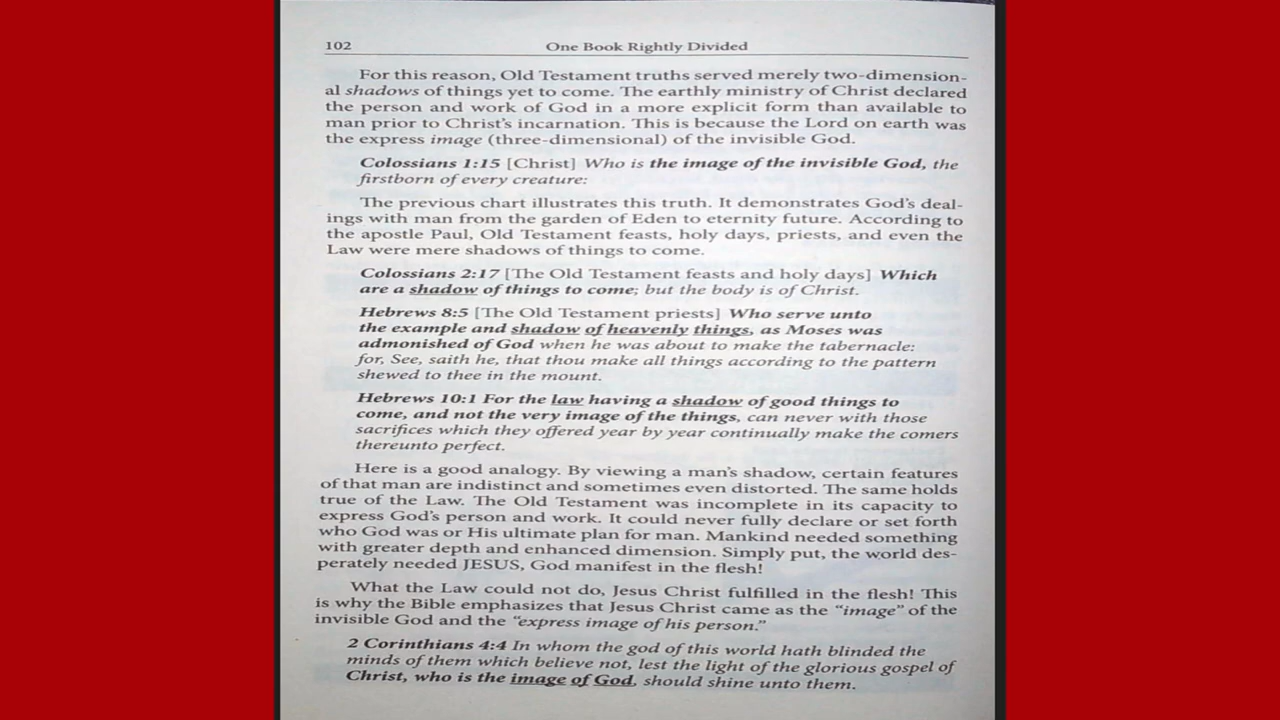 102 One Book Rightly Divided
For this reason, Old Testament truths served merely two-dimension-
al shadows of things yet to come. The earthly ministry of Christ declared
the person and work of God in a more explicit form than available to
man prior to Christ's incarnation. This is because the Lord on earth was
the express image (three-dimensional) of the invisible God.
Colossians 1:15 [Christ] Who is the image of the invisible God, the
firstborn of every creature:
The previous chart illustrates this truth. It demonstrates God's deal-
ings with man from the garden of Eden to eternity future. According to
the apostle Paul, Old Testament feasts, holy days, priests, and even the
Law were mere shadows of things to come.
Colossians 2:17 [The Old Testament feasts and holy days] Which
are a shadow of things to come; but the body is of Christ.
Hebrews 8:5 [The Old Testament priests] Who serve unto
the example and shadow of heavenly things, as Moses was
admonished of God when he was about to make the tabernacle:
for, See, saith he, that thou make all things according to the pattern
shewed to thee in the mount.
Hebrews 10:1 For the law having a shadow of good things to
come, and not the very image of the things, can never with those
sacrifices which they offered year by year continually make the comers
thereunto perfect.
Here is a good analogy. By viewing a man's shadow, certain features
of that man are indistinct and sometimes even distorted. The same holds
true of the Law. The Old Testament was incomplete in its capacity to
express God's person and work. It could never fully declare or set forth
who God was or His ultimate plan for man. Mankind needed something
with greater depth and enhanced dimension. Simply put, the world des-
perately needed JESUS, God manifest in the flesh!
What the Law could not do, Jesus Christ fulfilled in the flesh! This
is why the Bible emphasizes that Jesus Christ came as the "image" of the
invisible God and the "express image of his person."
2 Corinthians 4:4 In whom the god of this world hath blinded the
minds of them which believe not, lest the light of the glorious gospel of
Christ, who is the image of God, should shine unto them.